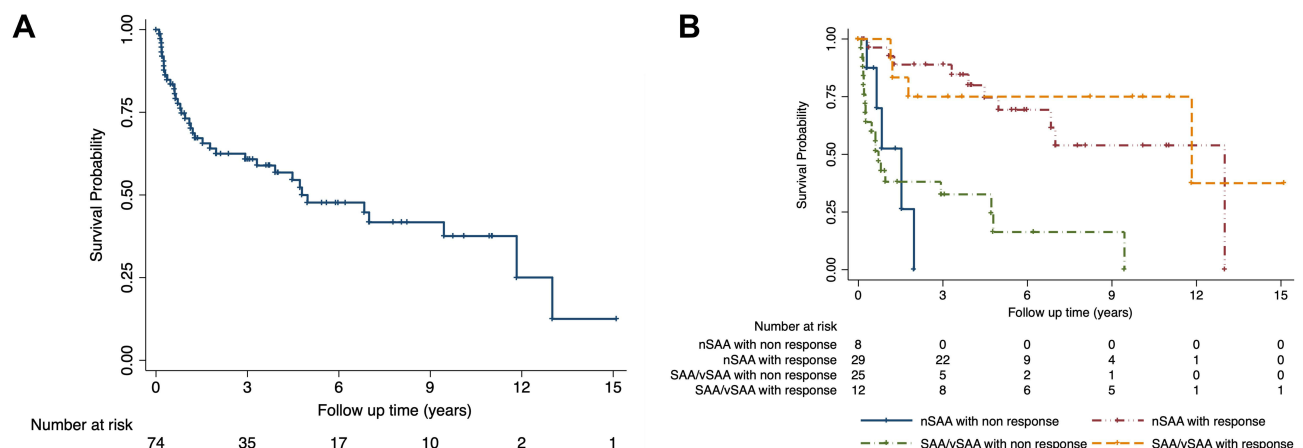 A
1.00
0.75
0.50
0.25
0.00
Survival Probability
0 3 6 9 12 15
Follow up time (years)
Number at risk
74 35 17 10 2 1
B
1.00
0.75
0.50
0.25
0.00
Survival Probability
0 3 6 9 12 15
Follow up time (years)
Number at risk
nSAA with non response 8 0 0 0 0 0
nSAA with response 29 22 9 4 1 0
SAA/vSAA with non response 25 5 2 1 0 0
SAA/vSAA with response 12 8 6 5 1 1
nSAA with non response nSAA with response
SAA/vSAA with non response SAA/vSAA with response